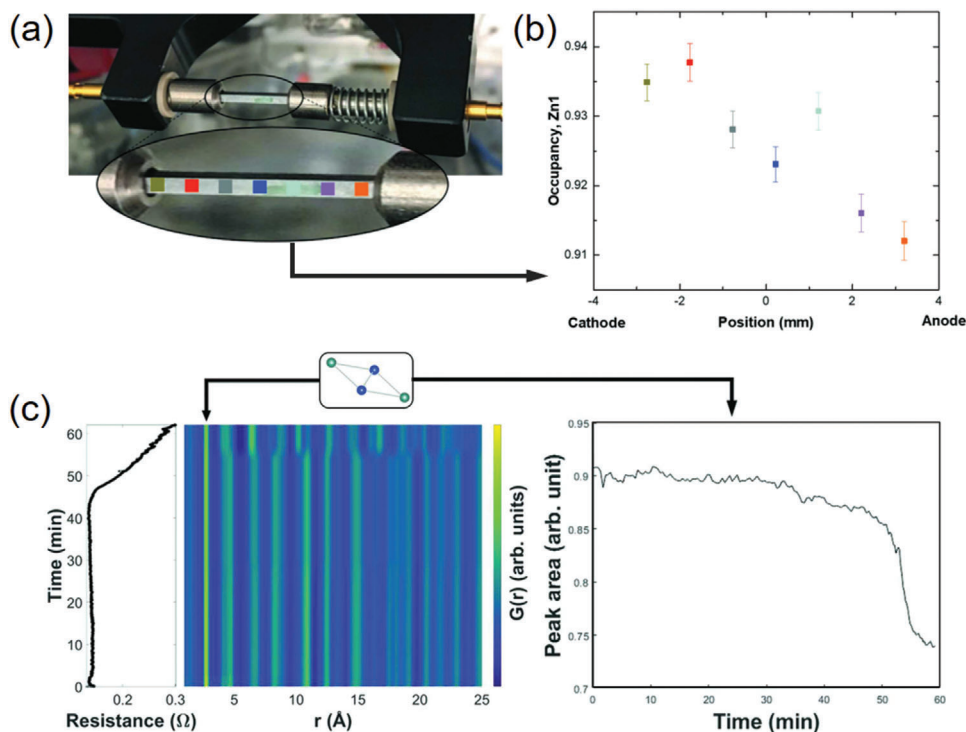 (a)
(b)
0.94
0.93
0.92
0.91
Occupancy, Zn1
-4
-2
0
2
4
Cathode
Position (mm)
Anode
(c)
60
50
40
30
20
10
0
Time (min)
0.2
0.3
Resistance (Ω)
5
10
15
20
25
r (Å)
G(r) (arb. units)
0.95
0.9
0.85
0.8
0.75
0.7
Peak area (arb. unit)
0
10
20
30
40
50
60
Time (min)